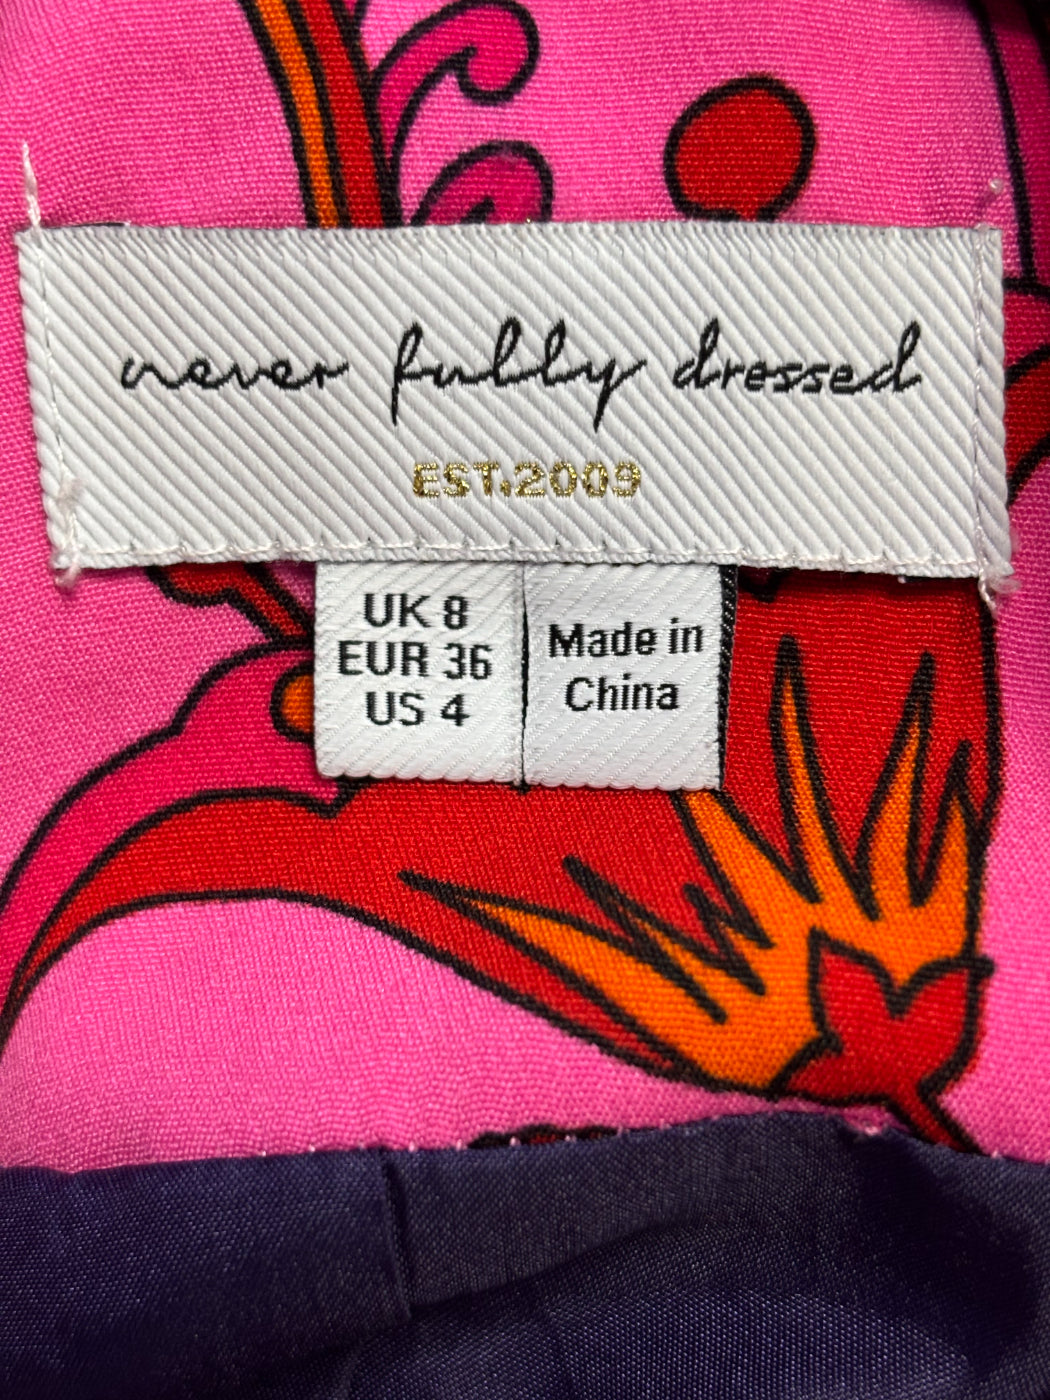 never fully dressed
EST.2009
UK 8
EUR 36
US 4
Made in
China